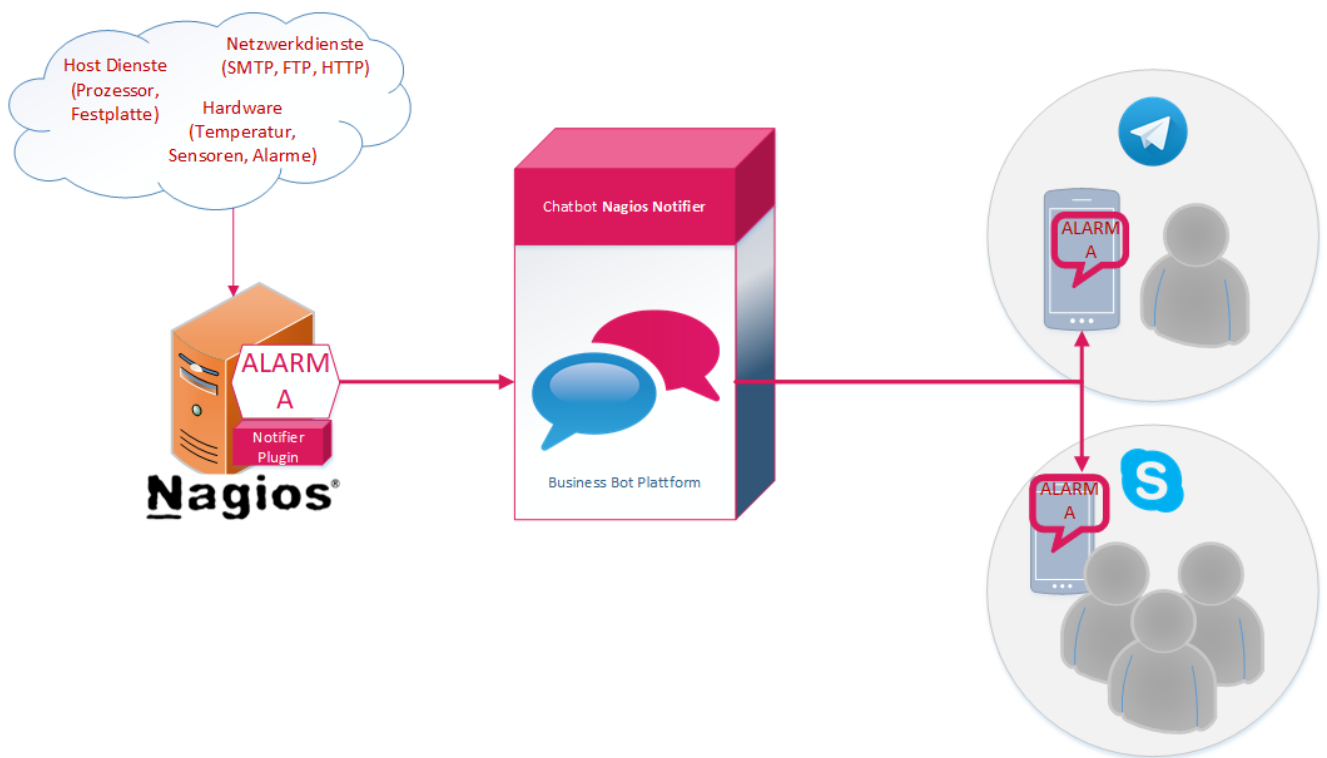 Host Dienste
(Prozessor,
Festplatte)
Netzwerkdienste
(SMTP, FTP, HTTP)
Hardware
(Temperatur,
Sensoren, Alarme)
ALARM
A
Notifier
Plugin
Nagios®
Chatbot Nagios Notifier
Business Bot Plattform
ALARM
A
S
ALARM
A